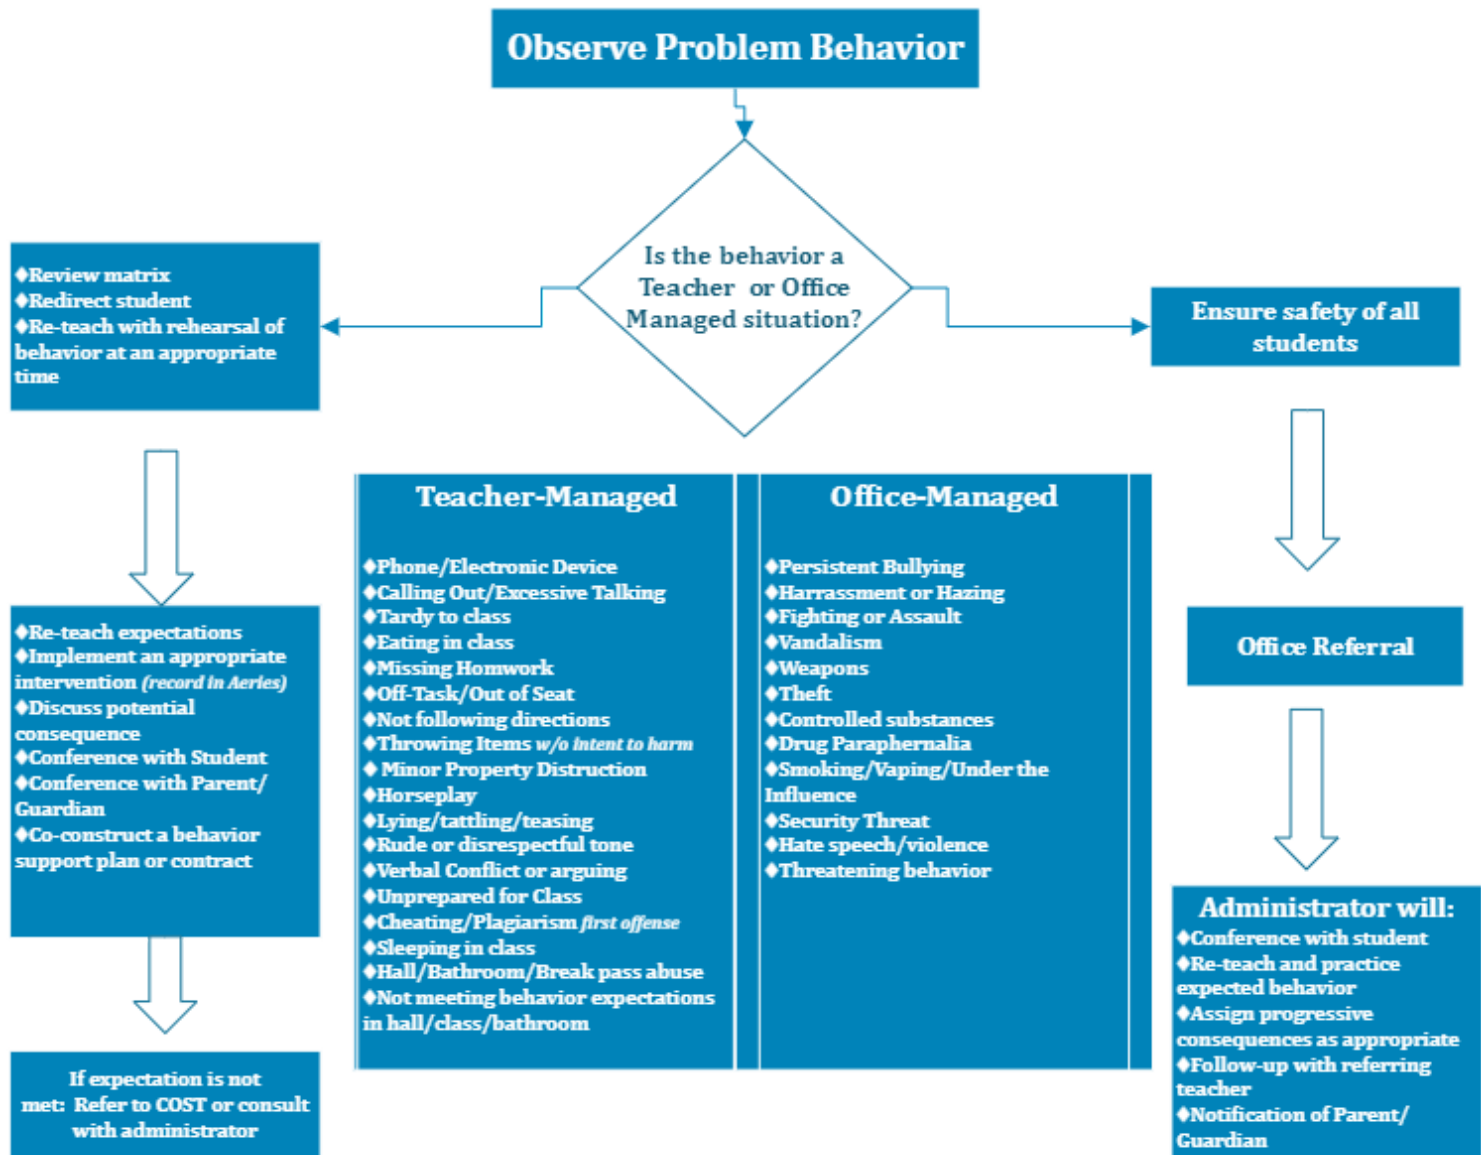 Observe Problem Behavior
Is the behavior a
Teacher or Office
Managed situation?
♦Review matrix
♦Redirect student
♦Re-teach with rehearsal of
behavior at an appropriate
time
♦Re-teach expectations
♦Implement an appropriate
intervention (record in Aeries)
♦Discuss potential
consequence
♦Conference with Student
♦Conference with Parent/
Guardian
♦Co-construct a behavior
support plan or contract
If expectation is not
met: Refer to COST or consult
with administrator
Teacher-Managed
♦Phone/Electronic Device
♦Calling Out/Excessive Talking
♦Tardy to class
♦Eating in class
♦Missing Homwork
♦Off-Task/Out of Seat
♦Not following directions
♦Throwing Items w/o intent to harm
♦ Minor Property Distruction
♦Horseplay
♦Lying/tattling/teasing
♦Rude or disrespectful tone
♦Verbal Conflict or arguing
♦Unprepared for Class
♦Cheating/Plagiarism first offense
♦Sleeping in class
♦Hall/Bathroom/Break pass abuse
♦Not meeting behavior expectations
in hall/class/bathroom
Office-Managed
♦Persistent Bullying
♦Harrassment or Hazing
♦Fighting or Assault
♦Vandalism
♦Weapons
♦Theft
♦Controlled substances
♦Drug Paraphernalia
♦Smoking/Vaping/Under the
Influence
♦Security Threat
♦Hate speech/violence
♦Threatening behavior
Ensure safety of all
students
Office Referral
Administrator will:
♦Conference with student
♦Re-teach and practice
expected behavior
♦Assign progressive
consequences as appropriate
♦Follow-up with referring
teacher
♦Notification of Parent/
Guardian